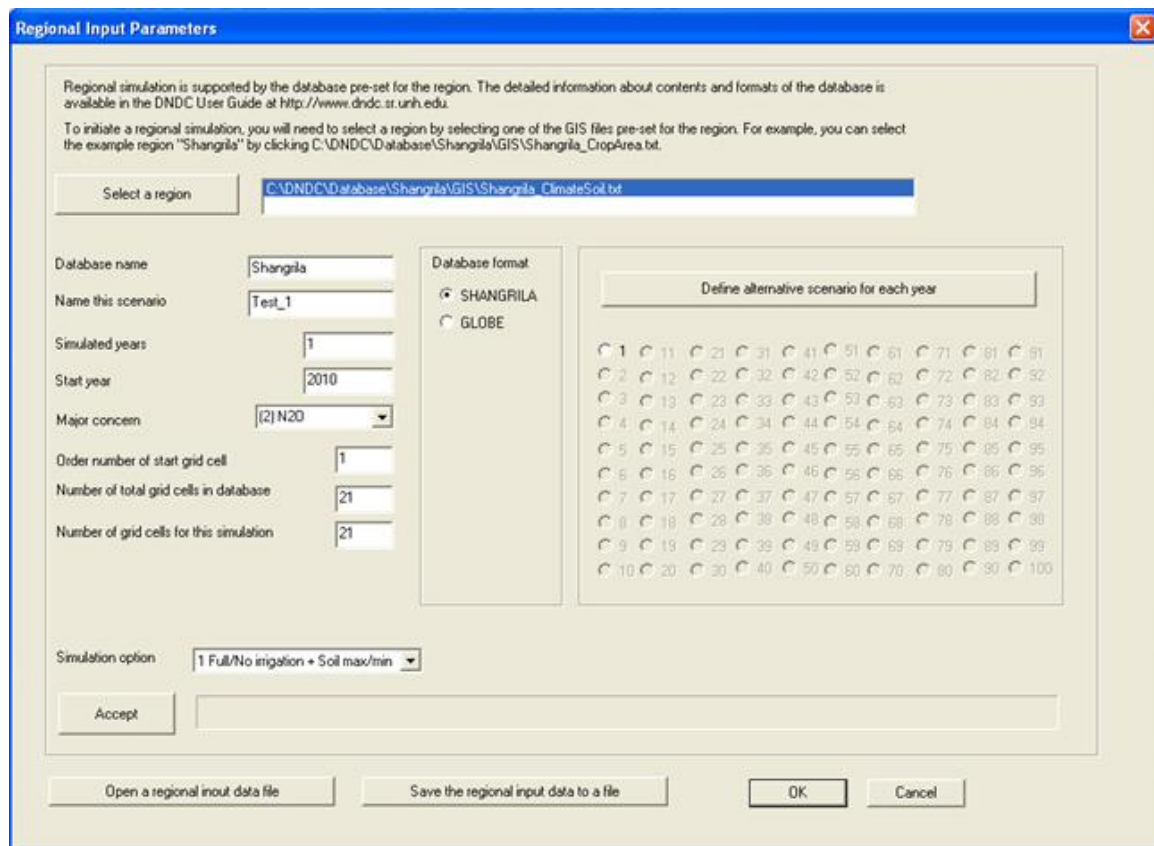 Regional Input Parameters
Regional simulation is supported by the database pre-set for the region. The detailed information about contents and formats of the database is
available in the DNDC User Guide at http://www.dndc.sr.unh.edu.
To initiate a regional simulation, you will need to select a region by selecting one of the GIS files pre-set for the region. For example, you can select
the example region "Shangrila" by clicking C:\DNDC\Database\Shangrila\GIS\Shangrila_CropArea.txt.
Select a region
C:\DNDC\Database\Shangrila\GIS\Shangrila_ClimateSoil.txt
Database name
Shangrila
Name this scenario
Test_1
Simulated years
1
Start year
2010
Major concern
(2) N2O
Order number of start grid cell
1
Number of total grid cells in database
21
Number of grid cells for this simulation
21
Database format
SHANGRILA
GLOBE
Define alternative scenario for each year
1 11 21 31 41 51 61 71 81 91
2 12 22 32 42 52 62 72 82 92
3 13 23 33 43 53 63 73 83 93
4 14 24 34 44 54 64 74 84 94
5 15 25 35 45 55 65 75 85 95
6 16 26 36 46 56 66 76 86 96
7 17 27 37 47 57 67 77 87 97
8 18 28 38 48 58 68 78 88 98
9 19 29 39 49 59 69 79 89 99
10 20 30 40 50 60 70 80 90 100
Simulation option
1 Full/No irrigation + Soil max/min
Accept
Open a regional inout data file
Save the regional input data to a file
OK
Cancel